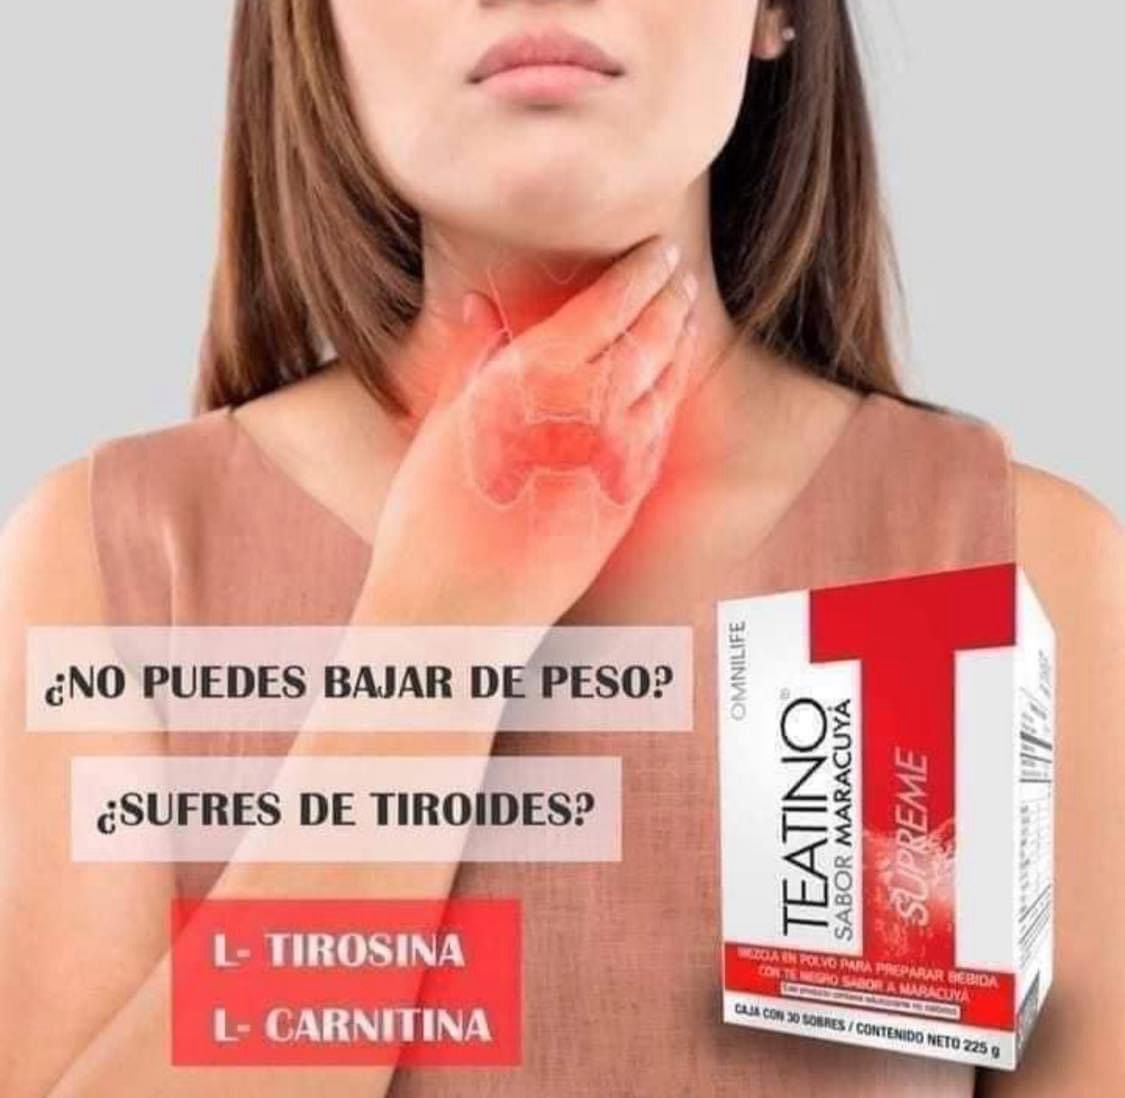 ¿NO PUEDES BAJAR DE PESO?
¿SUFRES DE TIROIDES?
L- TIROSINA
L- CARNITINA
OMNILIFE
TEATINO®
SABOR MARACUYÁ
SUPREME
MEZCLA EN POLVO PARA PREPARAR BEBIDA
CON TE NEGRO SABOR A MARACUYÁ
CAJA CON 30 SOBRES / CONTENIDO NETO 225 g